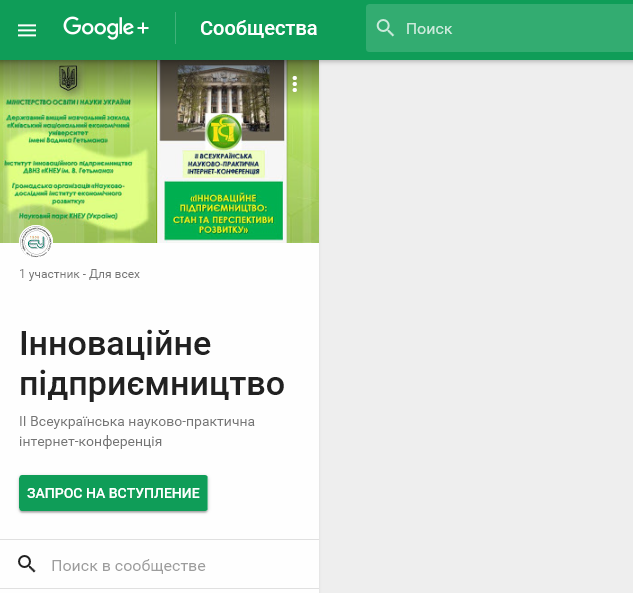 Google+
Сообщества
Поиск
МІНІСТЕРСТВО ОСВІТИ І НАУКИ УКРАЇНИ
Державний вищий навчальний заклад
«Київський національний економічний
університет
імені Вадима Гетьмана»
Інститут інноваційного підприємництва
ДВНЗ «КНЕУ ім. В. Гетьмана»
Громадська організація«Науково-
дослідний інститут економічного
розвитку»
Науковий парк КНЕУ (Україна)
ІІ ВСЕУКРАЇНСЬКА
НАУКОВО-ПРАКТИЧНА
ІНТЕРНЕТ-КОНФЕРЕНЦІЯ
«ІННОВАЦІЙНЕ
ПІДПРИЄМНИЦТВО:
СТАН ТА ПЕРСПЕКТИВИ
РОЗВИТКУ»
1 участник - Для всех
Інноваційне
підприємництво
ІІ Всеукраїнська науково-практична
інтернет-конференція
ЗАПРОС НА ВСТУПЛЕНИЕ
Поиск в сообществе